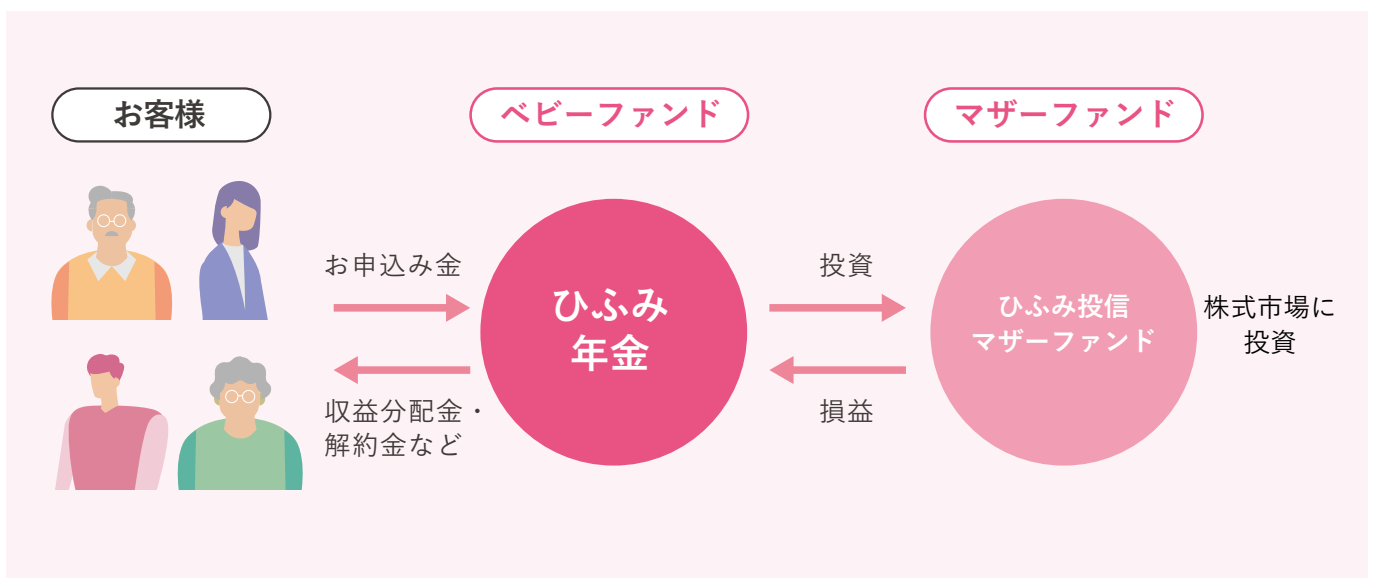 お客様
ベビーファンド
マザーファンド
お申込み金
収益分配金・
解約金など
ひふみ
年金
投資
損益
ひふみ投信
マザーファンド
株式市場に
投資